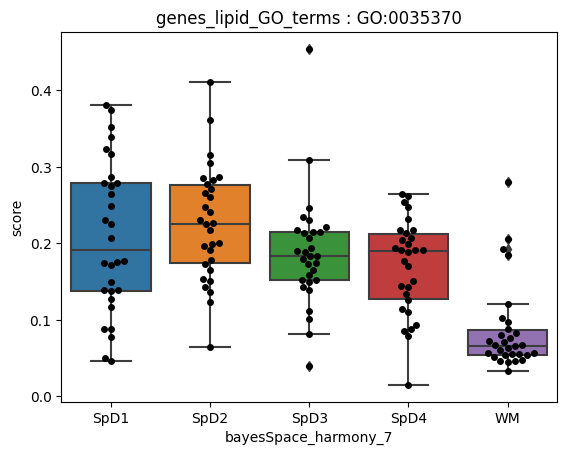 genes_lipid_GO_terms : GO:0035370
score
0.4
0.3
0.2
0.1
0.0
SpD1 SpD2 SpD3 SpD4 WM
bayesSpace_harmony_7